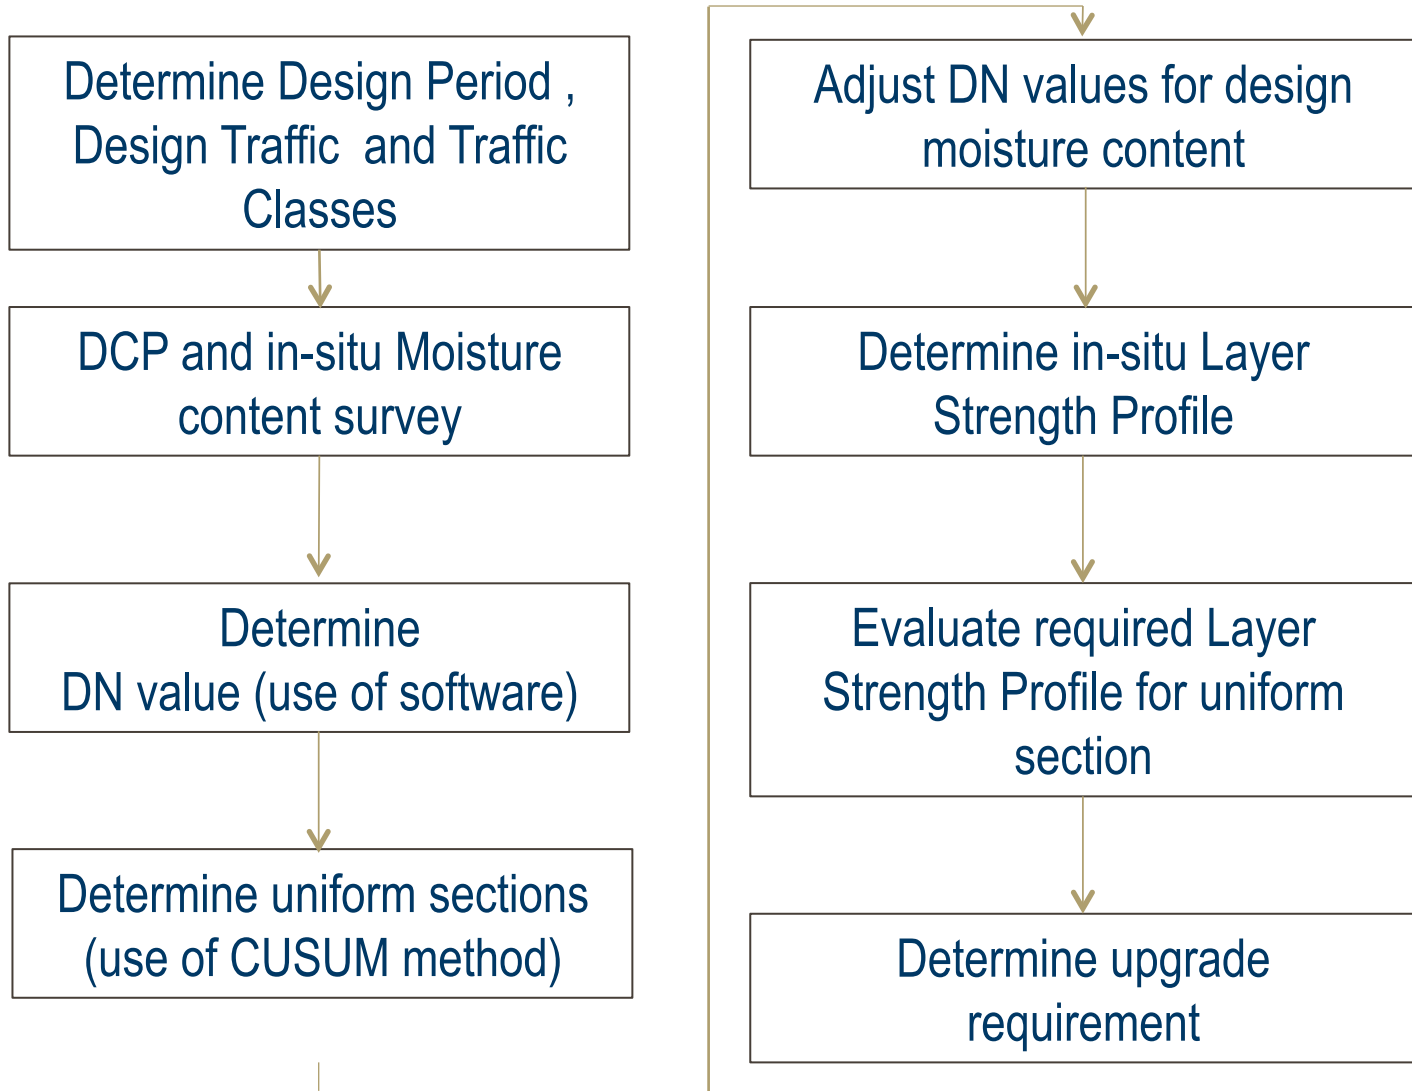 Determine Design Period ,
Design Traffic  and Traffic
Classes
DCP and in-situ Moisture
content survey
Determine
DN value (use of software)
Determine uniform sections
(use of CUSUM method)
Adjust DN values for design
moisture content
Determine in-situ Layer
Strength Profile
Evaluate required Layer
Strength Profile for uniform
section
Determine upgrade
requirement